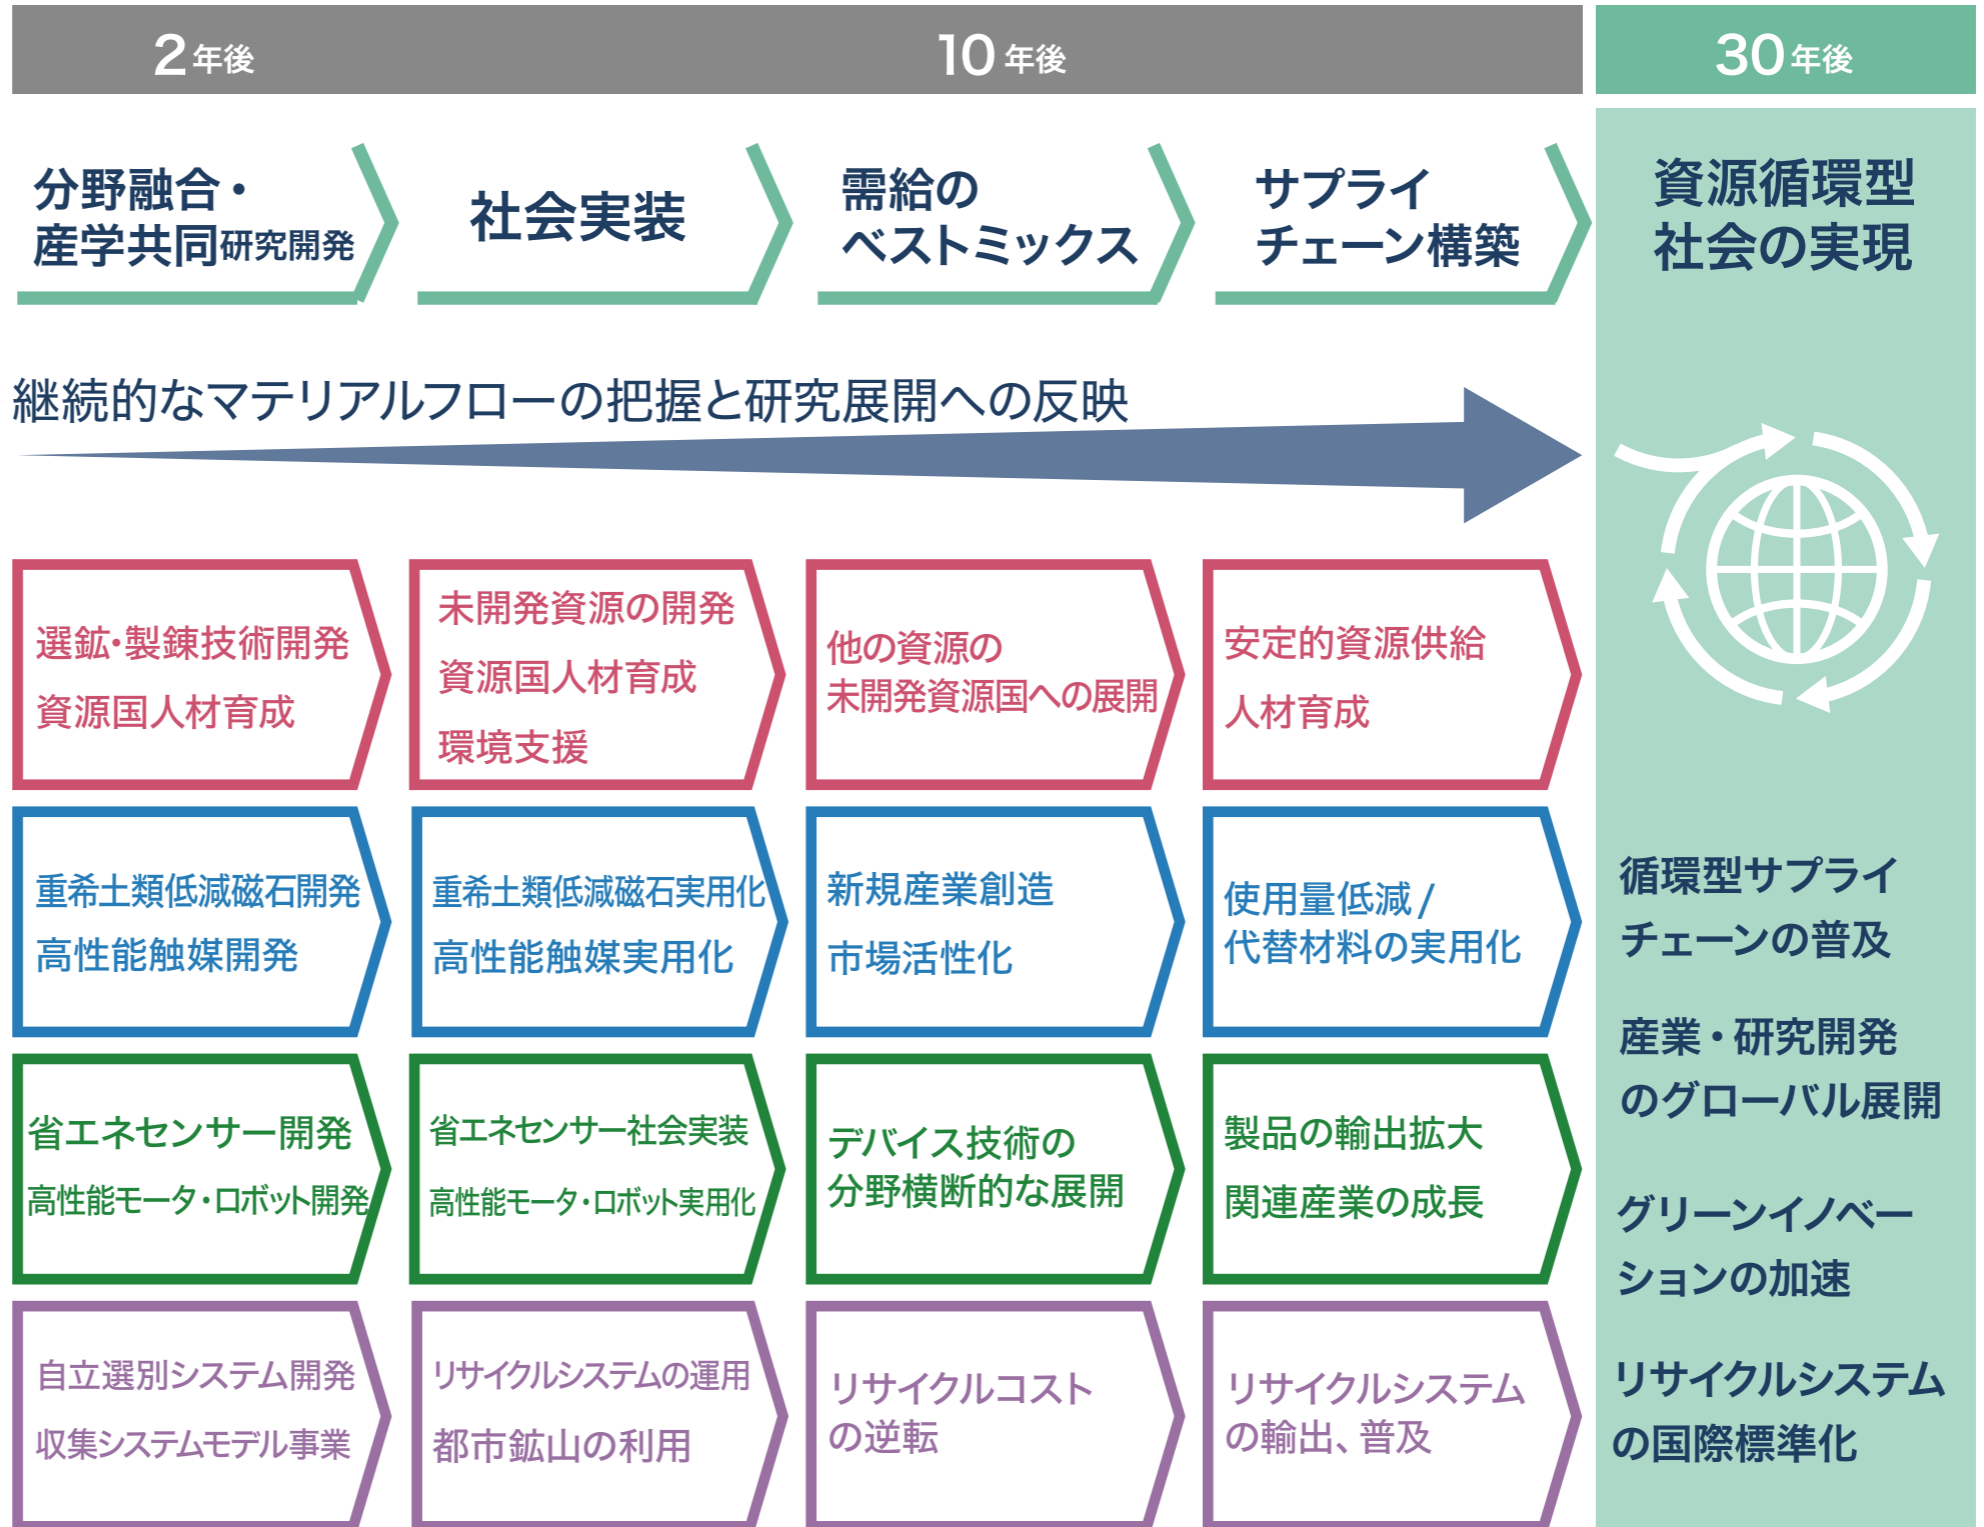 2年後
10年後
30年後
分野融合・
産学共同研究開発
社会実装
需給の
ベストミックス
サプライ
チェーン構築
資源循環型
社会の実現
継続的なマテリアルフローの把握と研究展開への反映
選鉱・製錬技術開発
資源国人材育成
未開発資源の開発
資源国人材育成
環境支援
他の資源の
未開発資源国への展開
安定的資源供給
人材育成
重希土類低減磁石開発
高性能触媒開発
重希土類低減磁石実用化
高性能触媒実用化
新規産業創造
市場活性化
使用量低減/
代替材料の実用化
省エネセンサー開発
高性能モータ・ロボット開発
省エネセンサー社会実装
高性能モータ・ロボット実用化
デバイス技術の
分野横断的な展開
製品の輸出拡大
関連産業の成長
自立選別システム開発
収集システムモデル事業
リサイクルシステムの運用
都市鉱山の利用
リサイクルコスト
の逆転
リサイクルシステム
の輸出、普及
循環型サプライ
チェーンの普及
産業・研究開発
のグローバル展開
グリーンイノベー
ションの加速
リサイクルシステム
の国際標準化